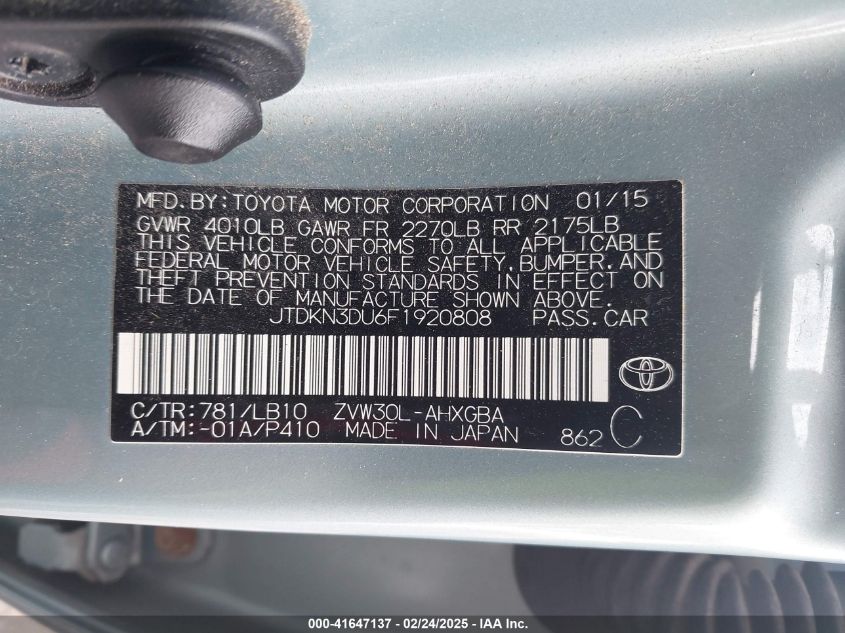 MFD.BY:TOYOTA MOTOR CORPORATION 01/15
GVWR 4010LB GAWR FR 2270LB RR 2175LB
THIS VEHICLE CONFORMS TO ALL APPLICABLE
FEDERAL MOTOR VEHICLE SAFETY,BUMPER,AND
THEFT PREVENTION STANDARDS IN EFFECT ON
THE DATE OF MANUFACTURE SHOWN ABOVE.
JTDKN3DU6F1920808 PASS.CAR
C/TR:781/LB10 ZVW30L-AHXGBA
A/TM:-01A/P410 MADE IN JAPAN 862 C
000-41647137 - 02/24/2025 - IAA Inc.